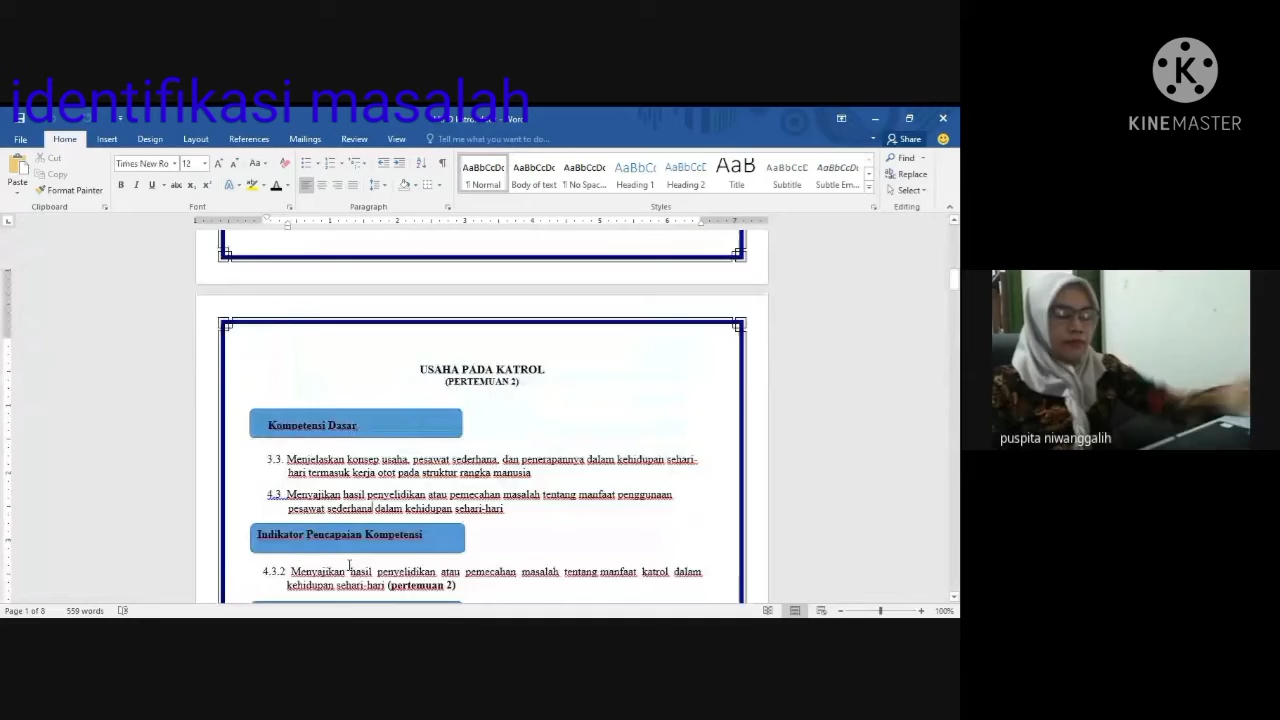 identifikasi masalah
Word
File Home Insert Design Layout References Mailings Review View Tell me what you want to do... Share
Paste
Cut
Copy
Format Painter
Times New Ro 12
AaBbCcDc AaBbCcDc AaBbCcDc AaBbCc AaBbCcD AaB AaBbCcD AaBbCcDc
¶ Normal Body of text ¶ No Spac... Heading 1 Heading 2 Title Subtitle Subtle Em...
Find
Replace
Select
Clipboard Font Paragraph Styles Editing
USAHA PADA KATROL
(PERTEMUAN 2)
Kompetensi Dasar
3.3. Menjelaskan konsep usaha, pesawat sederhana, dan penerapannya dalam kehidupan sehari-
hari termasuk kerja otot pada struktur rangka manusia
4.3. Menyajikan hasil penyelidikan atau pemecahan masalah tentang manfaat penggunaan
pesawat sederhana dalam kehidupan sehari-hari
Indikator Pencapaian Kompetensi
4.3.2 Menyajikan hasil penyelidikan atau pemecahan masalah tentang manfaat katrol dalam
kehidupan sehari-hari (pertemuan 2)
Page 1 of 8 559 words 100%
KINEMASTER
puspita niwanggalih